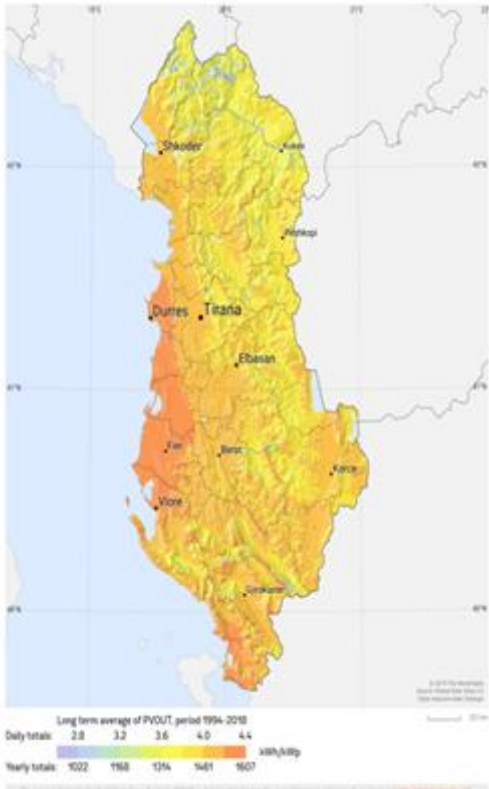 Shkoder
Kukes
Peshkopi
Durres
Tirana
Elbasan
Fier
Berat
Korce
Vlore
Gjirokaster
Long term average of PVOUT, period 1994-2018
Daily totals: 2.8 3.2 3.6 4.0 4.4
kWh/kWp
Yearly totals: 1022 1168 1314 1461 1607